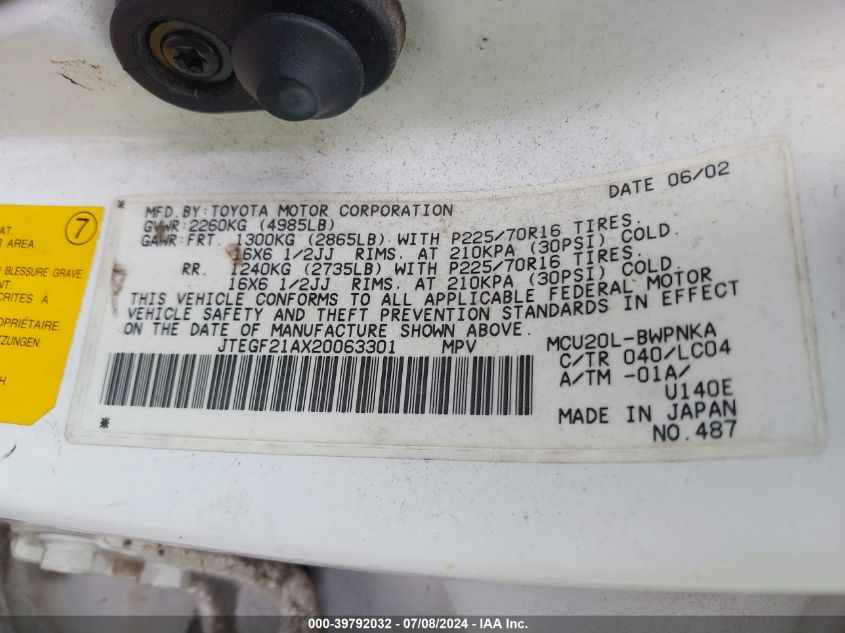 DATE 06/02
* MFD. BY: TOYOTA MOTOR CORPORATION
GVWR: 2260KG (4985LB)
GAWR: FRT. 1300KG (2865LB) WITH P225/70R16 TIRES.
16X6 1/2JJ RIMS. AT 210KPA (30PSI) COLD.
RR. 1240KG (2735LB) WITH P225/70R16 TIRES.
16X6 1/2JJ RIMS. AT 210KPA (30PSI) COLD.
THIS VEHICLE CONFORMS TO ALL APPLICABLE FEDERAL MOTOR
VEHICLE SAFETY AND THEFT PREVENTION STANDARDS IN EFFECT
ON THE DATE OF MANUFACTURE SHOWN ABOVE.
JTEGF21AX20063301 MPV
MCU20L-BWPNKA
C/TR 040/LC04
A/TM -01A/
U140E
MADE IN JAPAN
* NO. 487
7
AT
AREA.
BLESSURE GRAVE
NT.
CRITES À
OPRIÉTAIRE.
TZUNGEN:
H
000-39792032 - 07/08/2024 - ©IAA, Inc.